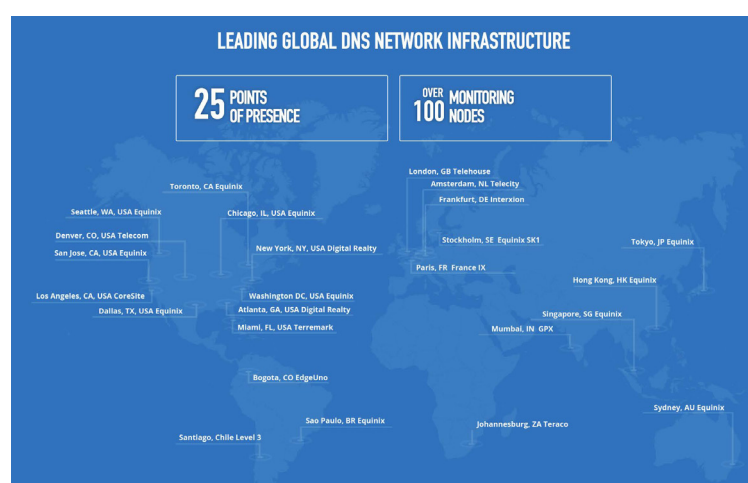 LEADING GLOBAL DNS NETWORK INFRASTRUCTURE
25 POINTS OF PRESENCE
OVER 100 MONITORING NODES
London, GB Telehouse
Amsterdam, NL Telecity
Toronto, CA Equinix
Frankfurt, DE Interxion
Seattle, WA, USA Equinix
Chicago, IL, USA Equinix
Denver, CO, USA Telecom
Stockholm, SE Equinix SK1
Tokyo, JP Equinix
New York, NY, USA Digital Realty
San Jose, CA, USA Equinix
Paris, FR France IX
Hong Kong, HK Equinix
Los Angeles, CA, USA CoreSite
Washington DC, USA Equinix
Dallas, TX, USA Equinix
Atlanta, GA, USA Digital Realty
Singapore, SG Equinix
Miami, FL, USA Terremark
Mumbai, IN GPX
Bogota, CO EdgeUno
Sydney, AU Equinix
Sao Paulo, BR Equinix
Johannesburg, ZA Teraco
Santiago, Chile Level 3